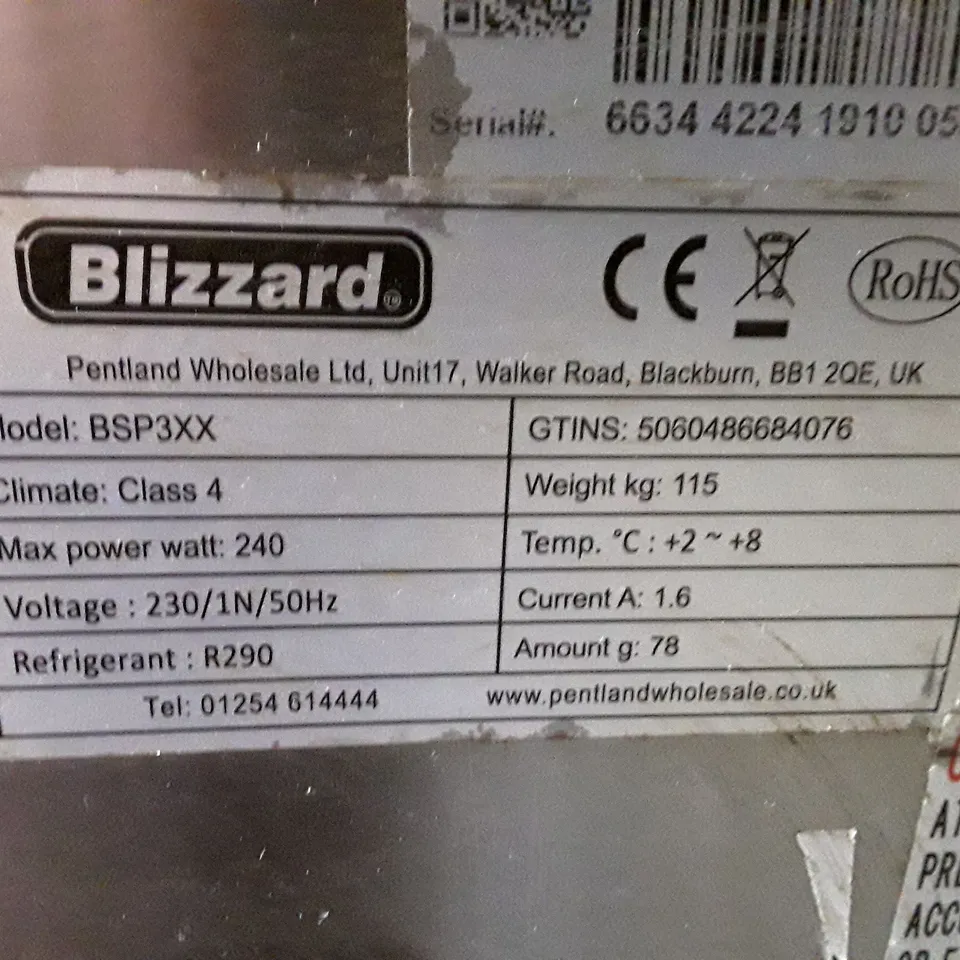 Serial#. 6634 4224 1910 05
Blizzard
CE RoHS
Pentland Wholesale Ltd, Unit17, Walker Road, Blackburn, BB1 2QE, UK
Model: BSP3XX GTINS: 5060486684076
Climate: Class 4 Weight kg: 115
Max power watt: 240 Temp. °C : +2 ~ +8
Voltage : 230/1N/50Hz Current A: 1.6
Refrigerant : R290 Amount g: 78
Tel: 01254 614444 www.pentlandwholesale.co.uk